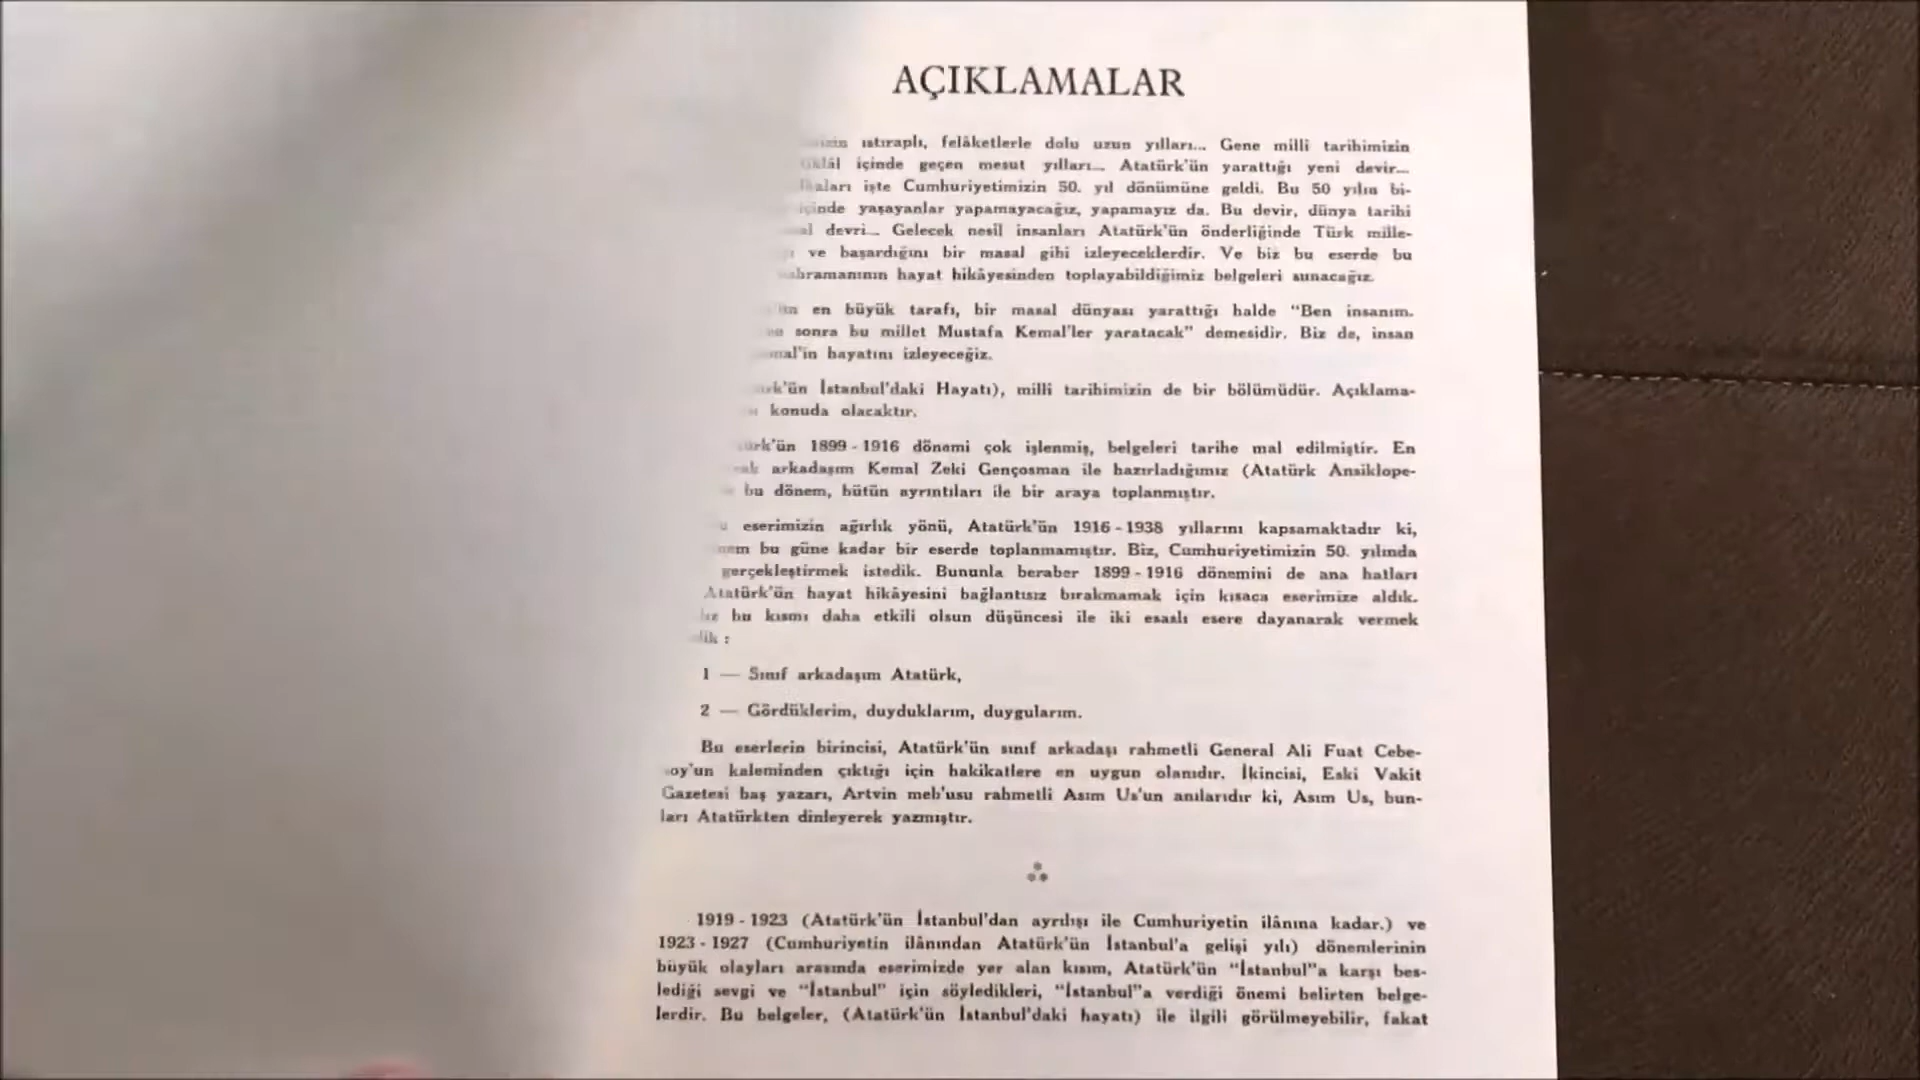 AÇIKLAMALAR
ıstıraplı, felâketlerle dolu uzun yılları... Gene milli tarihimizin
içinde geçen mesut yılları... Atatürk'ün yarattığı yeni devir...
işte Cumhuriyetimizin 50. yıl dönümüne geldi. Bu 50 yılın bi-
yaşayanlar yapamayacağız, yapamayız da. Bu devir, dünya tarihi
devri... Gelecek nesil insanları Atatürk'ün önderliğinde Türk mille-
ve başardığını bir masal gibi izleyeceklerdir. Ve biz bu eserde bu
hayat hikâyesinden toplayabildiğimiz belgeleri sunacağız.
en büyük tarafı, bir masal dünyası yarattığı halde "Ben insanım.
sonra bu millet Mustafa Kemal'ler yaratacak" demesidir. Biz de, insan
hayatını izleyeceğiz.
İstanbul'daki Hayatı), milli tarihimizin de bir bölümüdür. Açıklama-
konuda olacaktır.
1899 - 1916 dönemi çok işlenmiş, belgeleri tarihe mal edilmiştir. En
arkadaşım Kemal Zeki Gençosman ile hazırladığımız (Atatürk Ansiklope-
bu dönem, bütün ayrıntıları ile bir araya toplanmıştır.
eserimizin ağırlık yönü, Atatürk'ün 1916 - 1938 yıllarını kapsamaktadır ki,
bu güne kadar bir eserde toplanmamıştır. Biz, Cumhuriyetimizin 50. yılında
gerçekleştirmek istedik. Bununla beraber 1899 - 1916 dönemini de ana hatları
Atatürk'ün hayat hikâyesini bağlantısız bırakmamak için kısaca eserimize aldık.
bu kısmı daha etkili olsun düşüncesi ile iki esaslı esere dayanarak vermek
1 — Sınıf arkadaşım Atatürk,
2 — Gördüklerim, duyduklarım, duygularım.
Bu eserlerin birincisi, Atatürk'ün sınıf arkadaşı rahmetli General Ali Fuat Cebe-
soy'un kaleminden çıktığı için hakikatlere en uygun olanıdır. İkincisi, Eski Vakit
Gazetesi baş yazarı, Artvin meb'usu rahmetli Asım Us'un anılarıdır ki, Asım Us, bun-
ları Atatürkten dinleyerek yazmıştır.
1919 - 1923 (Atatürk'ün İstanbul'dan ayrılışı ile Cumhuriyetin ilânına kadar.) ve
1923 - 1927 (Cumhuriyetin ilânından Atatürk'ün İstanbul'a gelişi yılı) dönemlerinin
büyük olayları arasında eserimizde yer alan kısım, Atatürk'ün "İstanbul"a karşı bes-
lediği sevgi ve "İstanbul" için söyledikleri, "İstanbul"a verdiği önemi belirten belge-
lerdir. Bu belgeler, (Atatürk'ün İstanbul'daki hayatı) ile ilgili görülmeyebilir, fakat